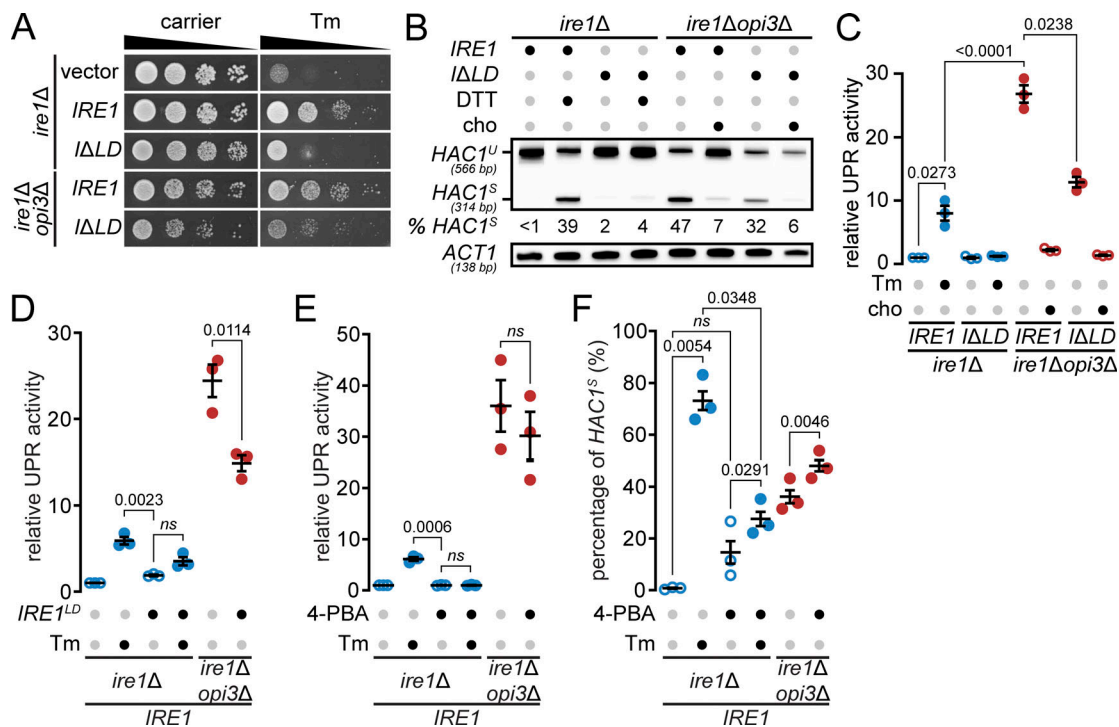 A
carrier
Tm
ire1Δ
vector
IRE1
IΔLD
ire1Δ
opi3Δ
IRE1
IΔLD
B
ire1Δ
ire1Δopi3Δ
IRE1
IΔLD
DTT
cho
HAC1ᵁ
(566 bp)
HAC1ˢ
(314 bp)
% HAC1ˢ <1 39 2 4 47 7 32 6
ACT1
(138 bp)
C
relative UPR activity
30
20
10
0
0.0238
<0.0001
0.0273
Tm
cho
IRE1 IΔLD IRE1 IΔLD
ire1Δ ire1Δopi3Δ
D
relative UPR activity
30
20
10
0
0.0114
0.0023
ns
IRE1ᴸᴰ
Tm
ire1Δ
ire1Δ
opi3Δ
IRE1
E
relative UPR activity
50
40
30
20
10
0
ns
0.0006
ns
4-PBA
Tm
ire1Δ
ire1Δ
opi3Δ
IRE1
F
percentage of HAC1ˢ (%)
100
80
60
40
20
0
0.0348
ns
0.0054
0.0046
0.0291
4-PBA
Tm
ire1Δ
ire1Δ
opi3Δ
IRE1